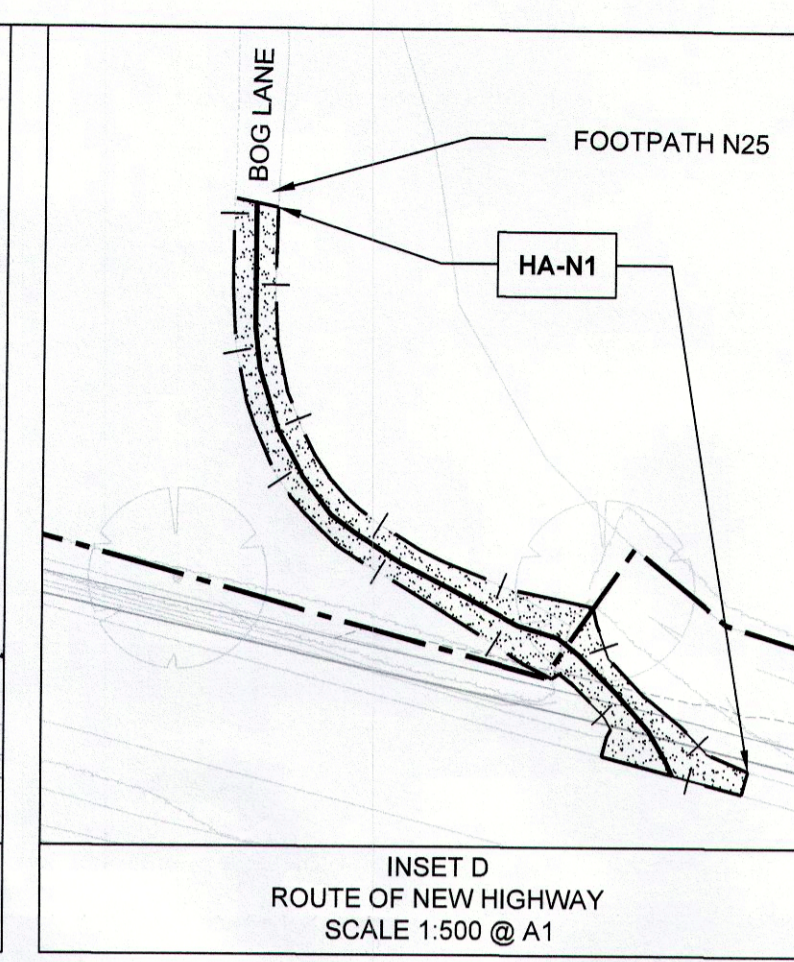 BOG LANE
FOOTPATH N25
HA-N1
INSET D
ROUTE OF NEW HIGHWAY
SCALE 1:500 @ A1